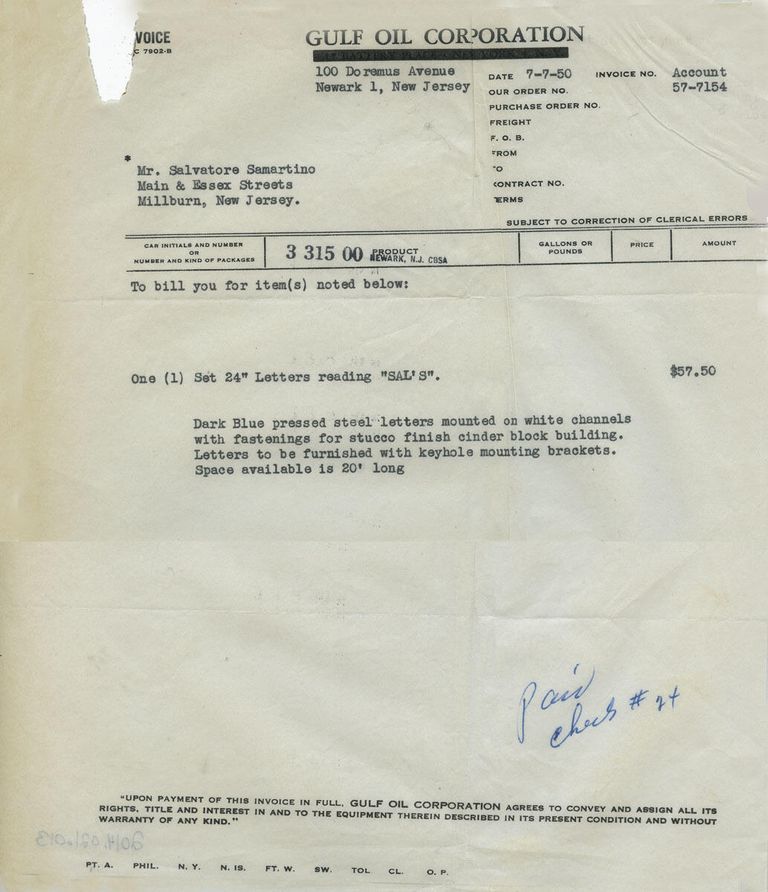 VOICE
C 7902-B
GULF OIL CORPORATION
100 Doremus Avenue
Newark 1, New Jersey
DATE 7-7-50 INVOICE NO. Account
57-7154
OUR ORDER NO.
PURCHASE ORDER NO.
FREIGHT
F. O. B.
FROM
TO
CONTRACT NO.
TERMS
*
Mr. Salvatore Samartino
Main & Essex Streets
Millburn, New Jersey.
SUBJECT TO CORRECTION OF CLERICAL ERRORS
CAR INITIALS AND NUMBER
OR
NUMBER AND KIND OF PACKAGES
3 315 00 PRODUCT
NEWARK, N.J. CBSA
GALLONS OR
POUNDS
PRICE
AMOUNT
To bill you for item(s) noted below:
One (1) Set 24" Letters reading "SAL'S". $57.50
Dark Blue pressed steel letters mounted on white channels
with fastenings for stucco finish cinder block building.
Letters to be furnished with keyhole mounting brackets.
Space available is 20' long
Paid
check # 24
"UPON PAYMENT OF THIS INVOICE IN FULL, GULF OIL CORPORATION AGREES TO CONVEY AND ASSIGN ALL ITS
RIGHTS, TITLE AND INTEREST IN AND TO THE EQUIPMENT THEREIN DESCRIBED IN ITS PRESENT CONDITION AND WITHOUT
WARRANTY OF ANY KIND."
2014.021.013
PT. A. PHIL. N. Y. N. IS. FT. W. SW. TOL CL. O. P.